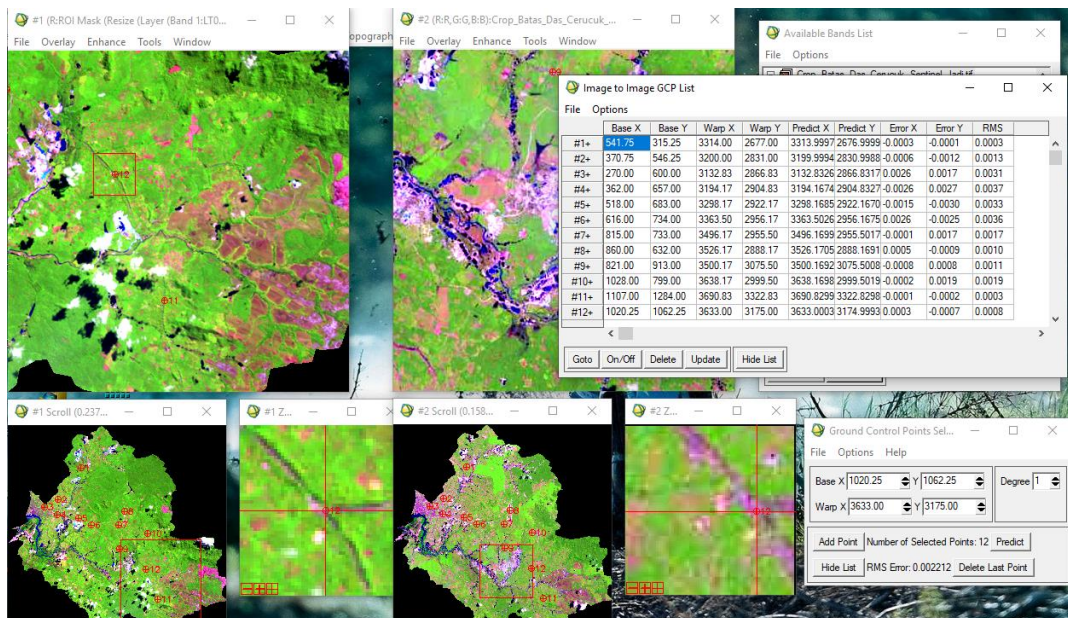 #1 (R:ROI Mask (Resize (Layer (Band 1:LT0...
File Overlay Enhance Tools Window
opograph
#2 (R:R,G:G,B:B):Crop_Batas_Das_Cerucuk_...
File Overlay Enhance Tools Window
Available Bands List
File Options
Crop_Batas_Das_Cerucuk_Sentinel_Jadi.tif
Image to Image GCP List
File Options
Base X Base Y Warp X Warp Y Predict X Predict Y Error X Error Y RMS
#1+ 541.75 315.25 3314.00 2677.00 3313.9997 2676.9999 -0.0003 -0.0001 0.0003
#2+ 370.75 546.25 3200.00 2831.00 3199.9994 2830.9988 -0.0006 -0.0012 0.0013
#3+ 270.00 600.00 3132.83 2866.83 3132.8326 2866.8317 0.0026 0.0017 0.0031
#4+ 362.00 657.00 3194.17 2904.83 3194.1674 2904.8327 -0.0026 0.0027 0.0037
#5+ 518.00 683.00 3298.17 2922.17 3298.1685 2922.1670 -0.0015 -0.0030 0.0033
#6+ 616.00 734.00 3363.50 2956.17 3363.5026 2956.1675 0.0026 -0.0025 0.0036
#7+ 815.00 733.00 3496.17 2955.50 3496.1699 2955.5017 -0.0001 0.0017 0.0017
#8+ 860.00 632.00 3526.17 2888.17 3526.1705 2888.1691 0.0005 -0.0009 0.0010
#9+ 821.00 913.00 3500.17 3075.50 3500.1692 3075.5008 -0.0008 0.0008 0.0011
#10+ 1028.00 799.00 3638.17 2999.50 3638.1698 2999.5019 -0.0002 0.0019 0.0019
#11+ 1107.00 1284.00 3690.83 3322.83 3690.8299 3322.8298 -0.0001 -0.0002 0.0003
#12+ 1020.25 1062.25 3633.00 3175.00 3633.0003 3174.9993 0.0003 -0.0007 0.0008
Goto On/Off Delete Update Hide List
12
11
#1 Scroll (0.237...
#1 Z...
#2 Scroll (0.158...
#2 Z...
Ground Control Points Sel...
File Options Help
Base X 1020.25 Y 1062.25 Degree 1
Warp X 3633.00 Y 3175.00
Add Point Number of Selected Points: 12 Predict
Hide List RMS Error: 0.002212 Delete Last Point